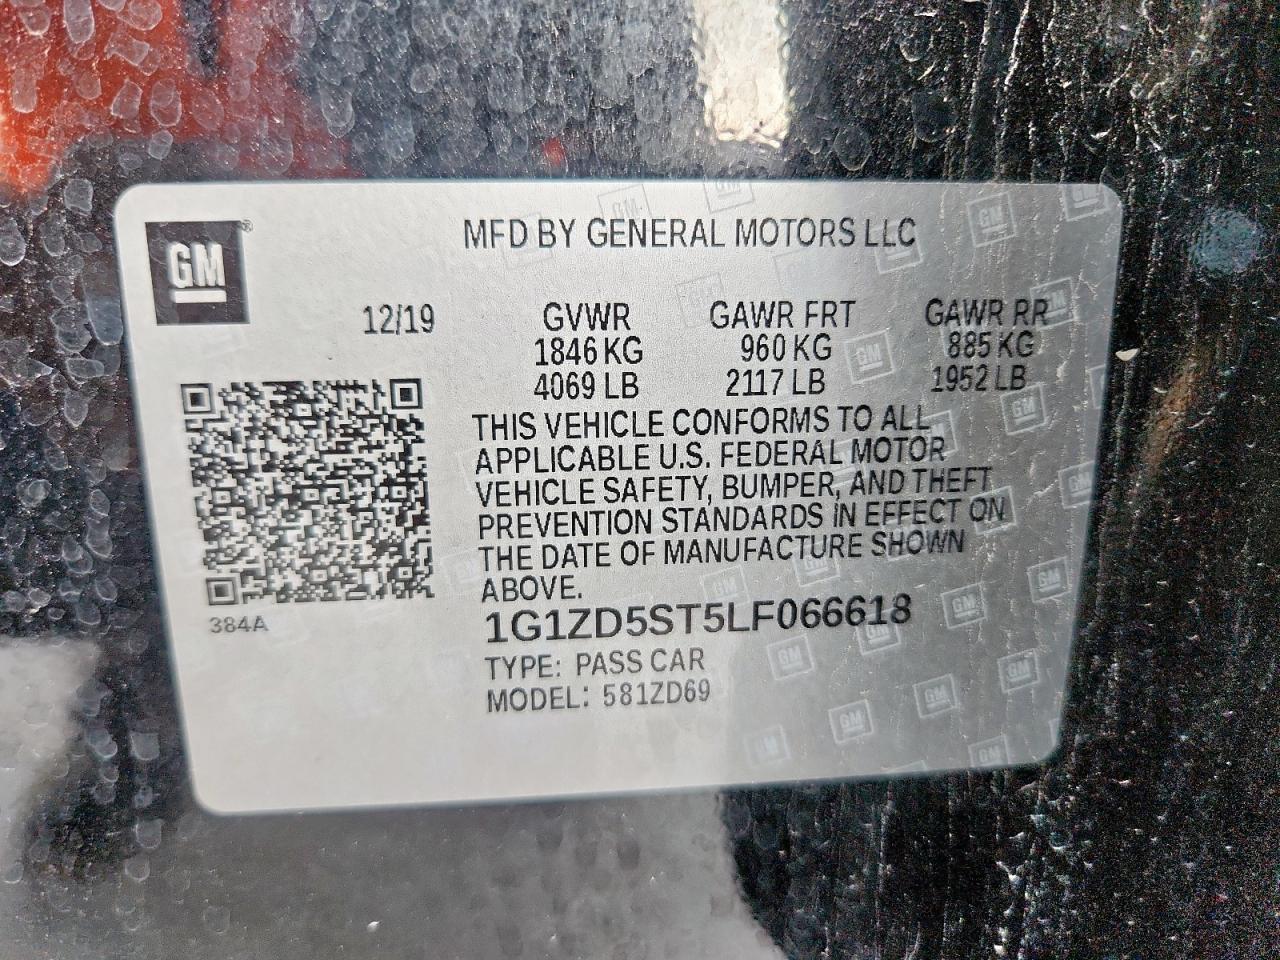 GM
MFD BY GENERAL MOTORS LLC
12/19 GVWR GAWR FRT GAWR RR
1846 KG 960 KG 885 KG
4069 LB 2117 LB 1952 LB
THIS VEHICLE CONFORMS TO ALL
APPLICABLE U.S. FEDERAL MOTOR
VEHICLE SAFETY, BUMPER, AND THEFT
PREVENTION STANDARDS IN EFFECT ON
THE DATE OF MANUFACTURE SHOWN
ABOVE.
384A
1G1ZD5ST5LF066618
TYPE: PASS CAR
MODEL: 581ZD69